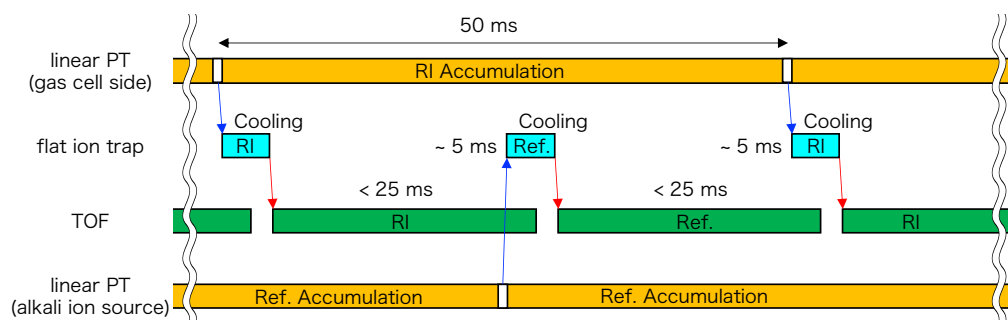 50 ms
linear PT
(gas cell side)
RI Accumulation
Cooling
Cooling
Cooling
flat ion trap
RI
~ 5 ms
Ref.
~ 5 ms
RI
< 25 ms
< 25 ms
TOF
RI
Ref.
RI
linear PT
(alkali ion source)
Ref. Accumulation
Ref. Accumulation